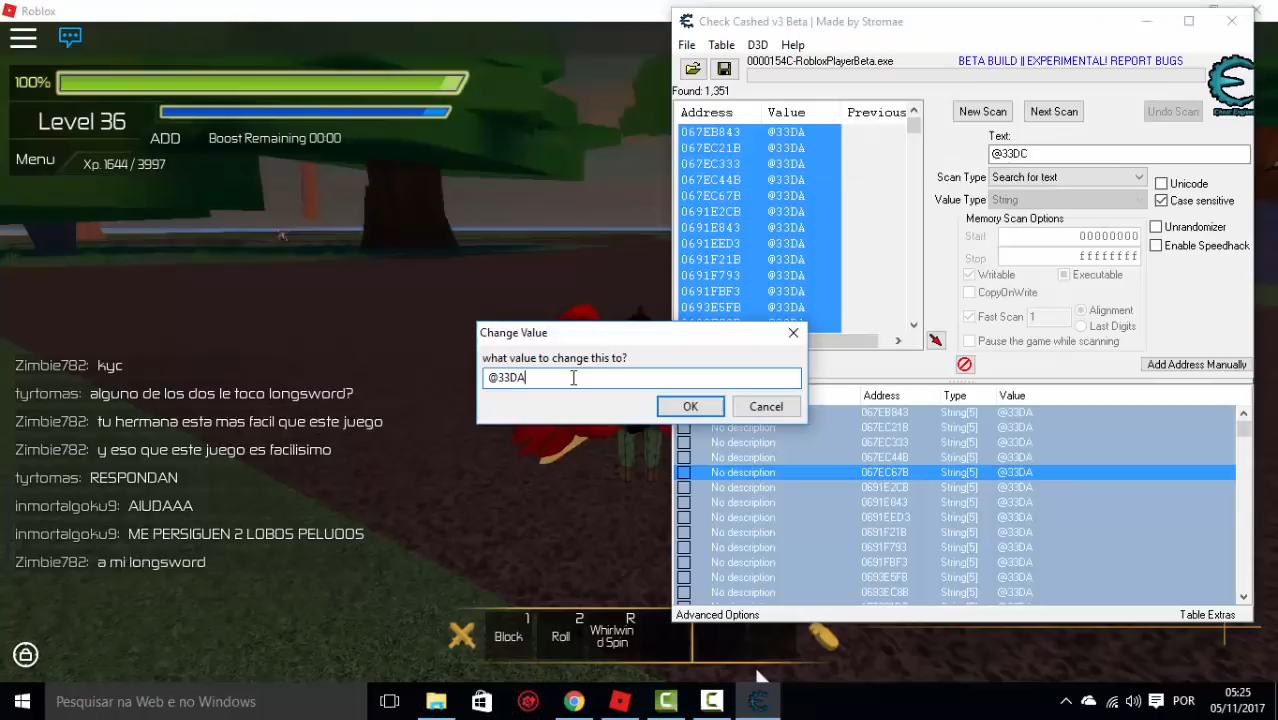 Roblox
100%
Level 36
ADD
Boost Remaining 00:00
Menu
Xp. 1644 / 3997
Zimbie782: kyc
tyrtomas: alguno de los dos le toco longsword?
Zimbie782: tu hermana esta mas facil que este juego
Zimbie782: y eso que este juego es facilisimo
tyrtomas: RESPONDAN
inmortalgoku9: AIUDAAA
inmortalgoku9: ME PERSIGUEN 2 LOBOS PELUOOS
Zimbie782: a mi longsword
1
Block
2
Roll
R
Whirlwin
d Spin
Check Cashed v3 Beta | Made by Stromae
File Table D3D Help
0000154C-RobloxPlayerBeta.exe
BETA BUILD || EXPERIMENTAL! REPORT BUGS
Found: 1,351
Address Value Previous
067EB843 @33DA
067EC21B @33DA
067EC333 @33DA
067EC44B @33DA
067EC67B @33DA
0691E2CB @33DA
0691E843 @33DA
0691EED3 @33DA
0691F21B @33DA
0691F793 @33DA
0691FBF3 @33DA
0693E5FB @33DA
New Scan Next Scan Undo Scan
Cheat Engine
Text:
@33DC
Scan Type Search for text
Value Type String
Unicode
Case sensitive
Memory Scan Options
Start 00000000
Stop ffffffff
Writable Executable
CopyOnWrite
Fast Scan 1 Alignment
Last Digits
Pause the game while scanning
Unrandomizer
Enable Speedhack
Add Address Manually
Change Value
what value to change this to?
@33DA
OK Cancel
Address Type Value
067EB843 String[5] @33DA
No description 067EC21B String[5] @33DA
No description 067EC333 String[5] @33DA
No description 067EC44B String[5] @33DA
No description 067EC67B String[5] @33DA
No description 0691E2CB String[5] @33DA
No description 0691E843 String[5] @33DA
No description 0691EED3 String[5] @33DA
No description 0691F21B String[5] @33DA
No description 0691F793 String[5] @33DA
No description 0691FBF3 String[5] @33DA
No description 0693E5FB String[5] @33DA
No description 0693EC8B String[5] @33DA
Advanced Options Table Extras
Pesquisar na Web e no Windows
POR
05:25
05/11/2017